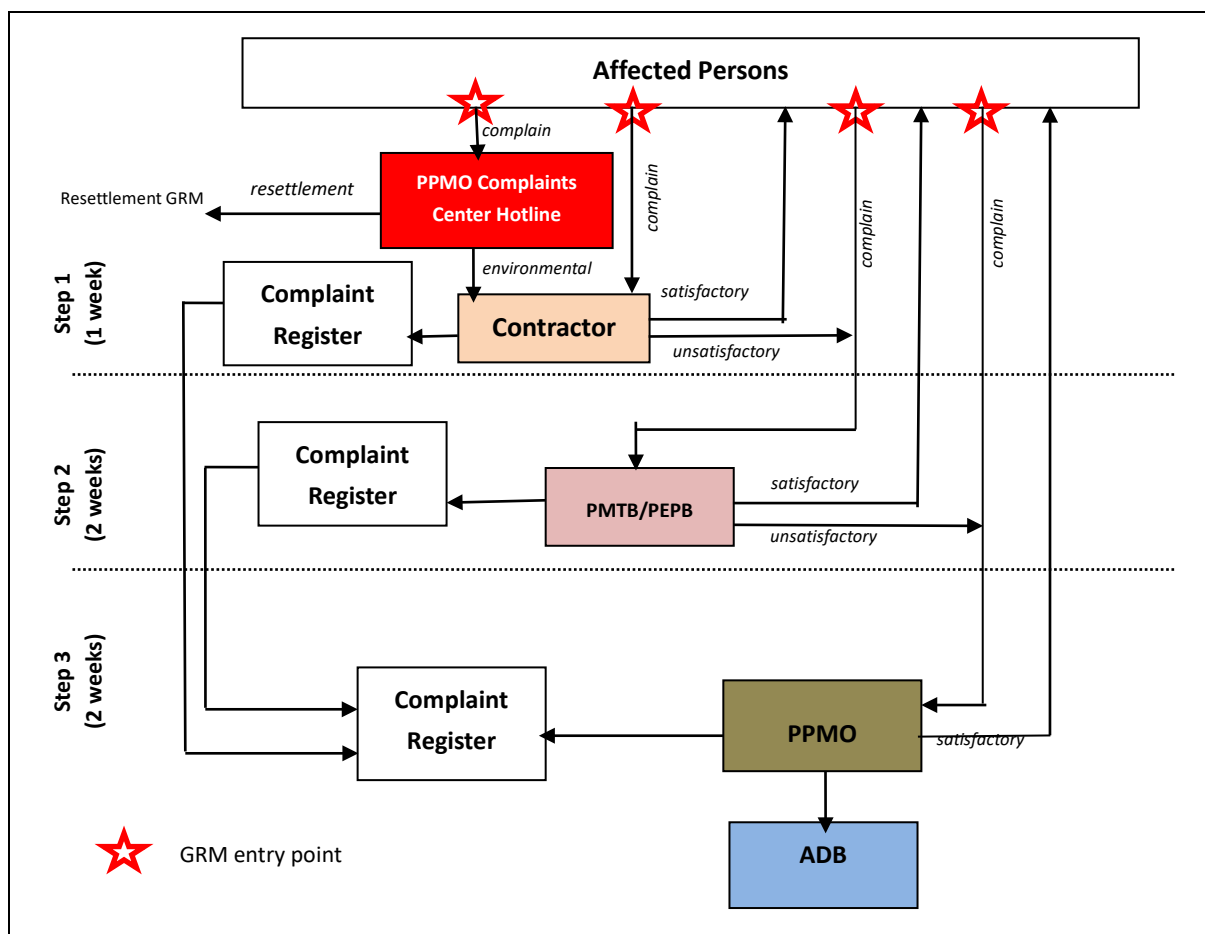 Affected Persons
complain
PPMO Complaints
Center Hotline
resettlement
Resettlement GRM
complain
complain
complain
environmental
Step 1
(1 week)
Complaint
Register
Contractor
satisfactory
unsatisfactory
Step 2
(2 weeks)
Complaint
Register
PMTB/PEPB
satisfactory
unsatisfactory
Step 3
(2 weeks)
Complaint
Register
PPMO
satisfactory
ADB
GRM entry point